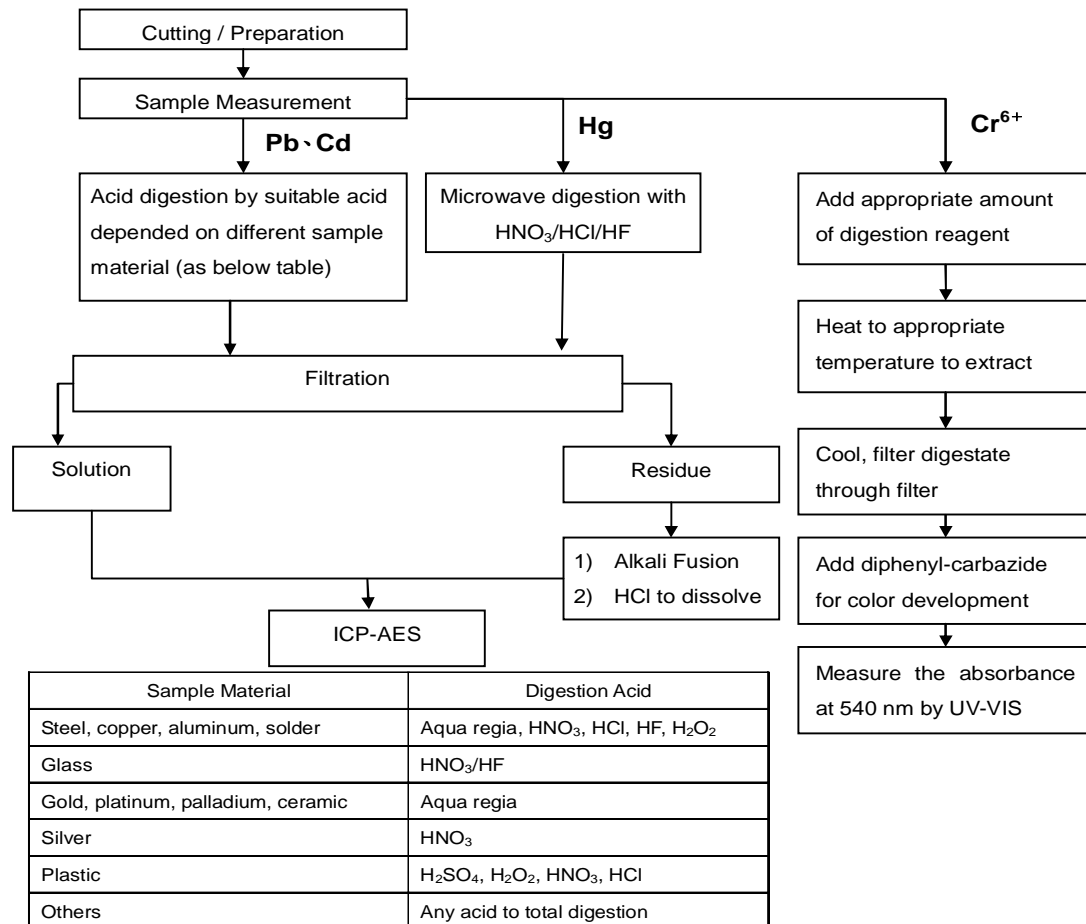 Cutting / Preparation
Sample Measurement
Pb、Cd
Hg
Cr⁶⁺
Acid digestion by suitable acid
depended on different sample
material (as below table)
Microwave digestion with
HNO₃/HCl/HF
Add appropriate amount
of digestion reagent
Heat to appropriate
temperature to extract
Filtration
Solution
Residue
Cool, filter digestate
through filter
1) Alkali Fusion
2) HCl to dissolve
Add diphenyl-carbazide
for color development
ICP-AES
Measure the absorbance
at 540 nm by UV-VIS
Sample Material Digestion Acid
Steel, copper, aluminum, solder Aqua regia, HNO₃, HCl, HF, H₂O₂
Glass HNO₃/HF
Gold, platinum, palladium, ceramic Aqua regia
Silver HNO₃
Plastic H₂SO₄, H₂O₂, HNO₃, HCl
Others Any acid to total digestion